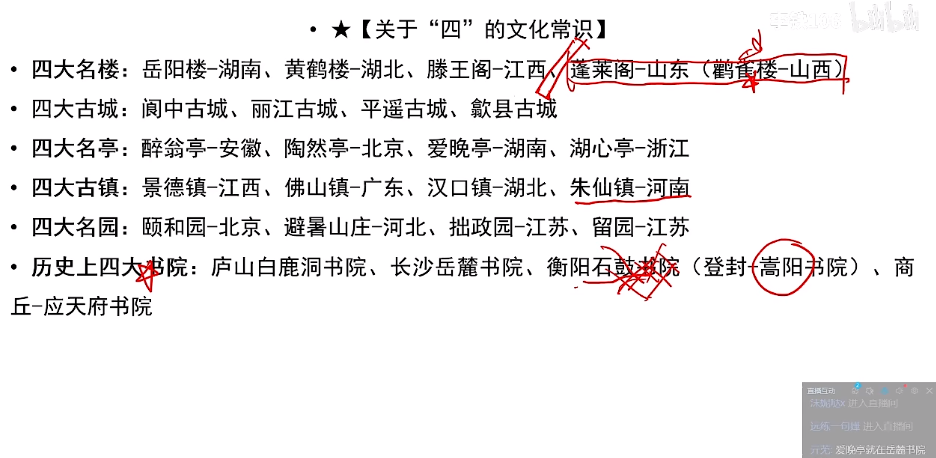 ★【关于“四”的文化常识】
四大名楼：岳阳楼-湖南、黄鹤楼-湖北、滕王阁-江西、蓬莱阁-山东（鹳雀楼-山西）
四大古城：阆中古城、丽江古城、平遥古城、歙县古城
四大名亭：醉翁亭-安徽、陶然亭-北京、爱晚亭-湖南、湖心亭-浙江
四大古镇：景德镇-江西、佛山镇-广东、汉口镇-湖北、朱仙镇-河南
四大名园：颐和园-北京、避暑山庄-河北、拙政园-江苏、留园-江苏
历史上四大书院：庐山白鹿洞书院、长沙岳麓书院、衡阳石鼓书院（登封-嵩阳书院）、商
丘-应天府书院
直播互动
进入直播间
进入直播间
爱晚亭就在岳麓书院